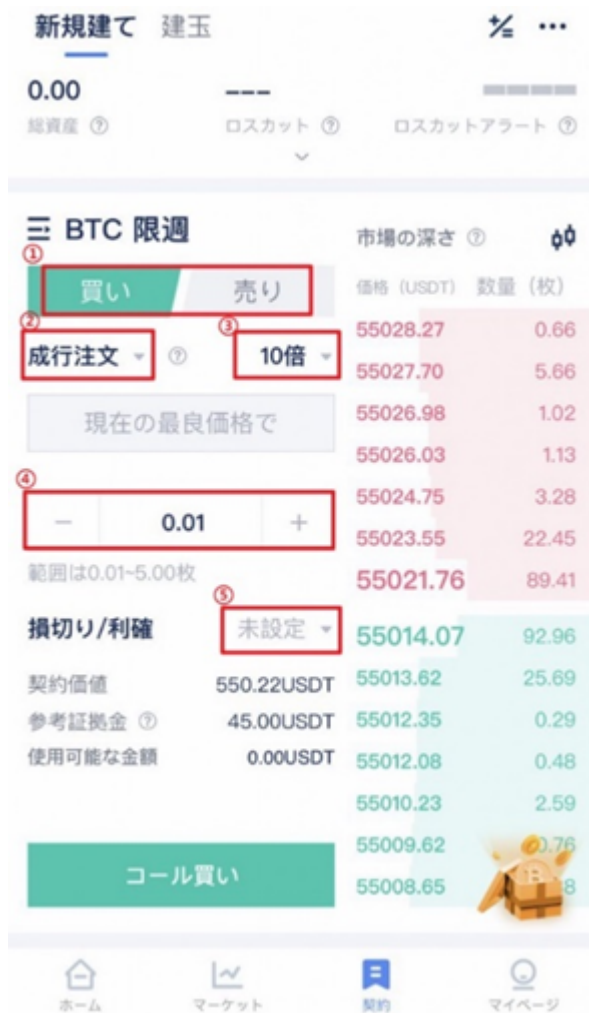 新規建て 建玉
0.00 --- ----
総資産 ? ロスカット ? ロスカットアラート ?
BTC 限週 市場の深さ ?
①
買い 売り 価格（USDT） 数量（枚）
② ③ 55028.27 0.66
成行注文 ? 10倍 55027.70 5.66
現在の最良価格で 55026.98 1.02
55026.03 1.13
④ 55024.75 3.28
− 0.01 + 55023.55 22.45
範囲は0.01~5.00枚 55021.76 89.41
⑤
損切り/利確 未設定 55014.07 92.96
契約価値 550.22USDT 55013.62 25.69
参考証拠金 ? 45.00USDT 55012.35 0.29
使用可能な金額 0.00USDT 55012.08 0.48
55010.23 2.59
55009.62 0.76
コール買い 55008.65 8
ホーム マーケット 契約 マイページ